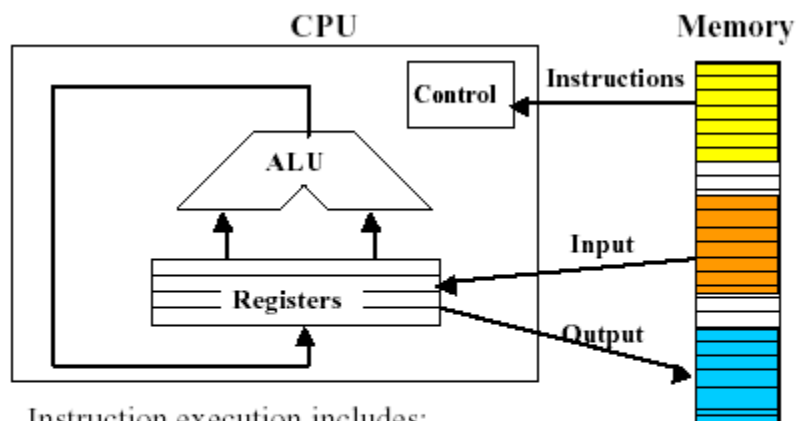 CPU
Memory
Control
Instructions
ALU
Input
Registers
Output
Instruction execution includes: